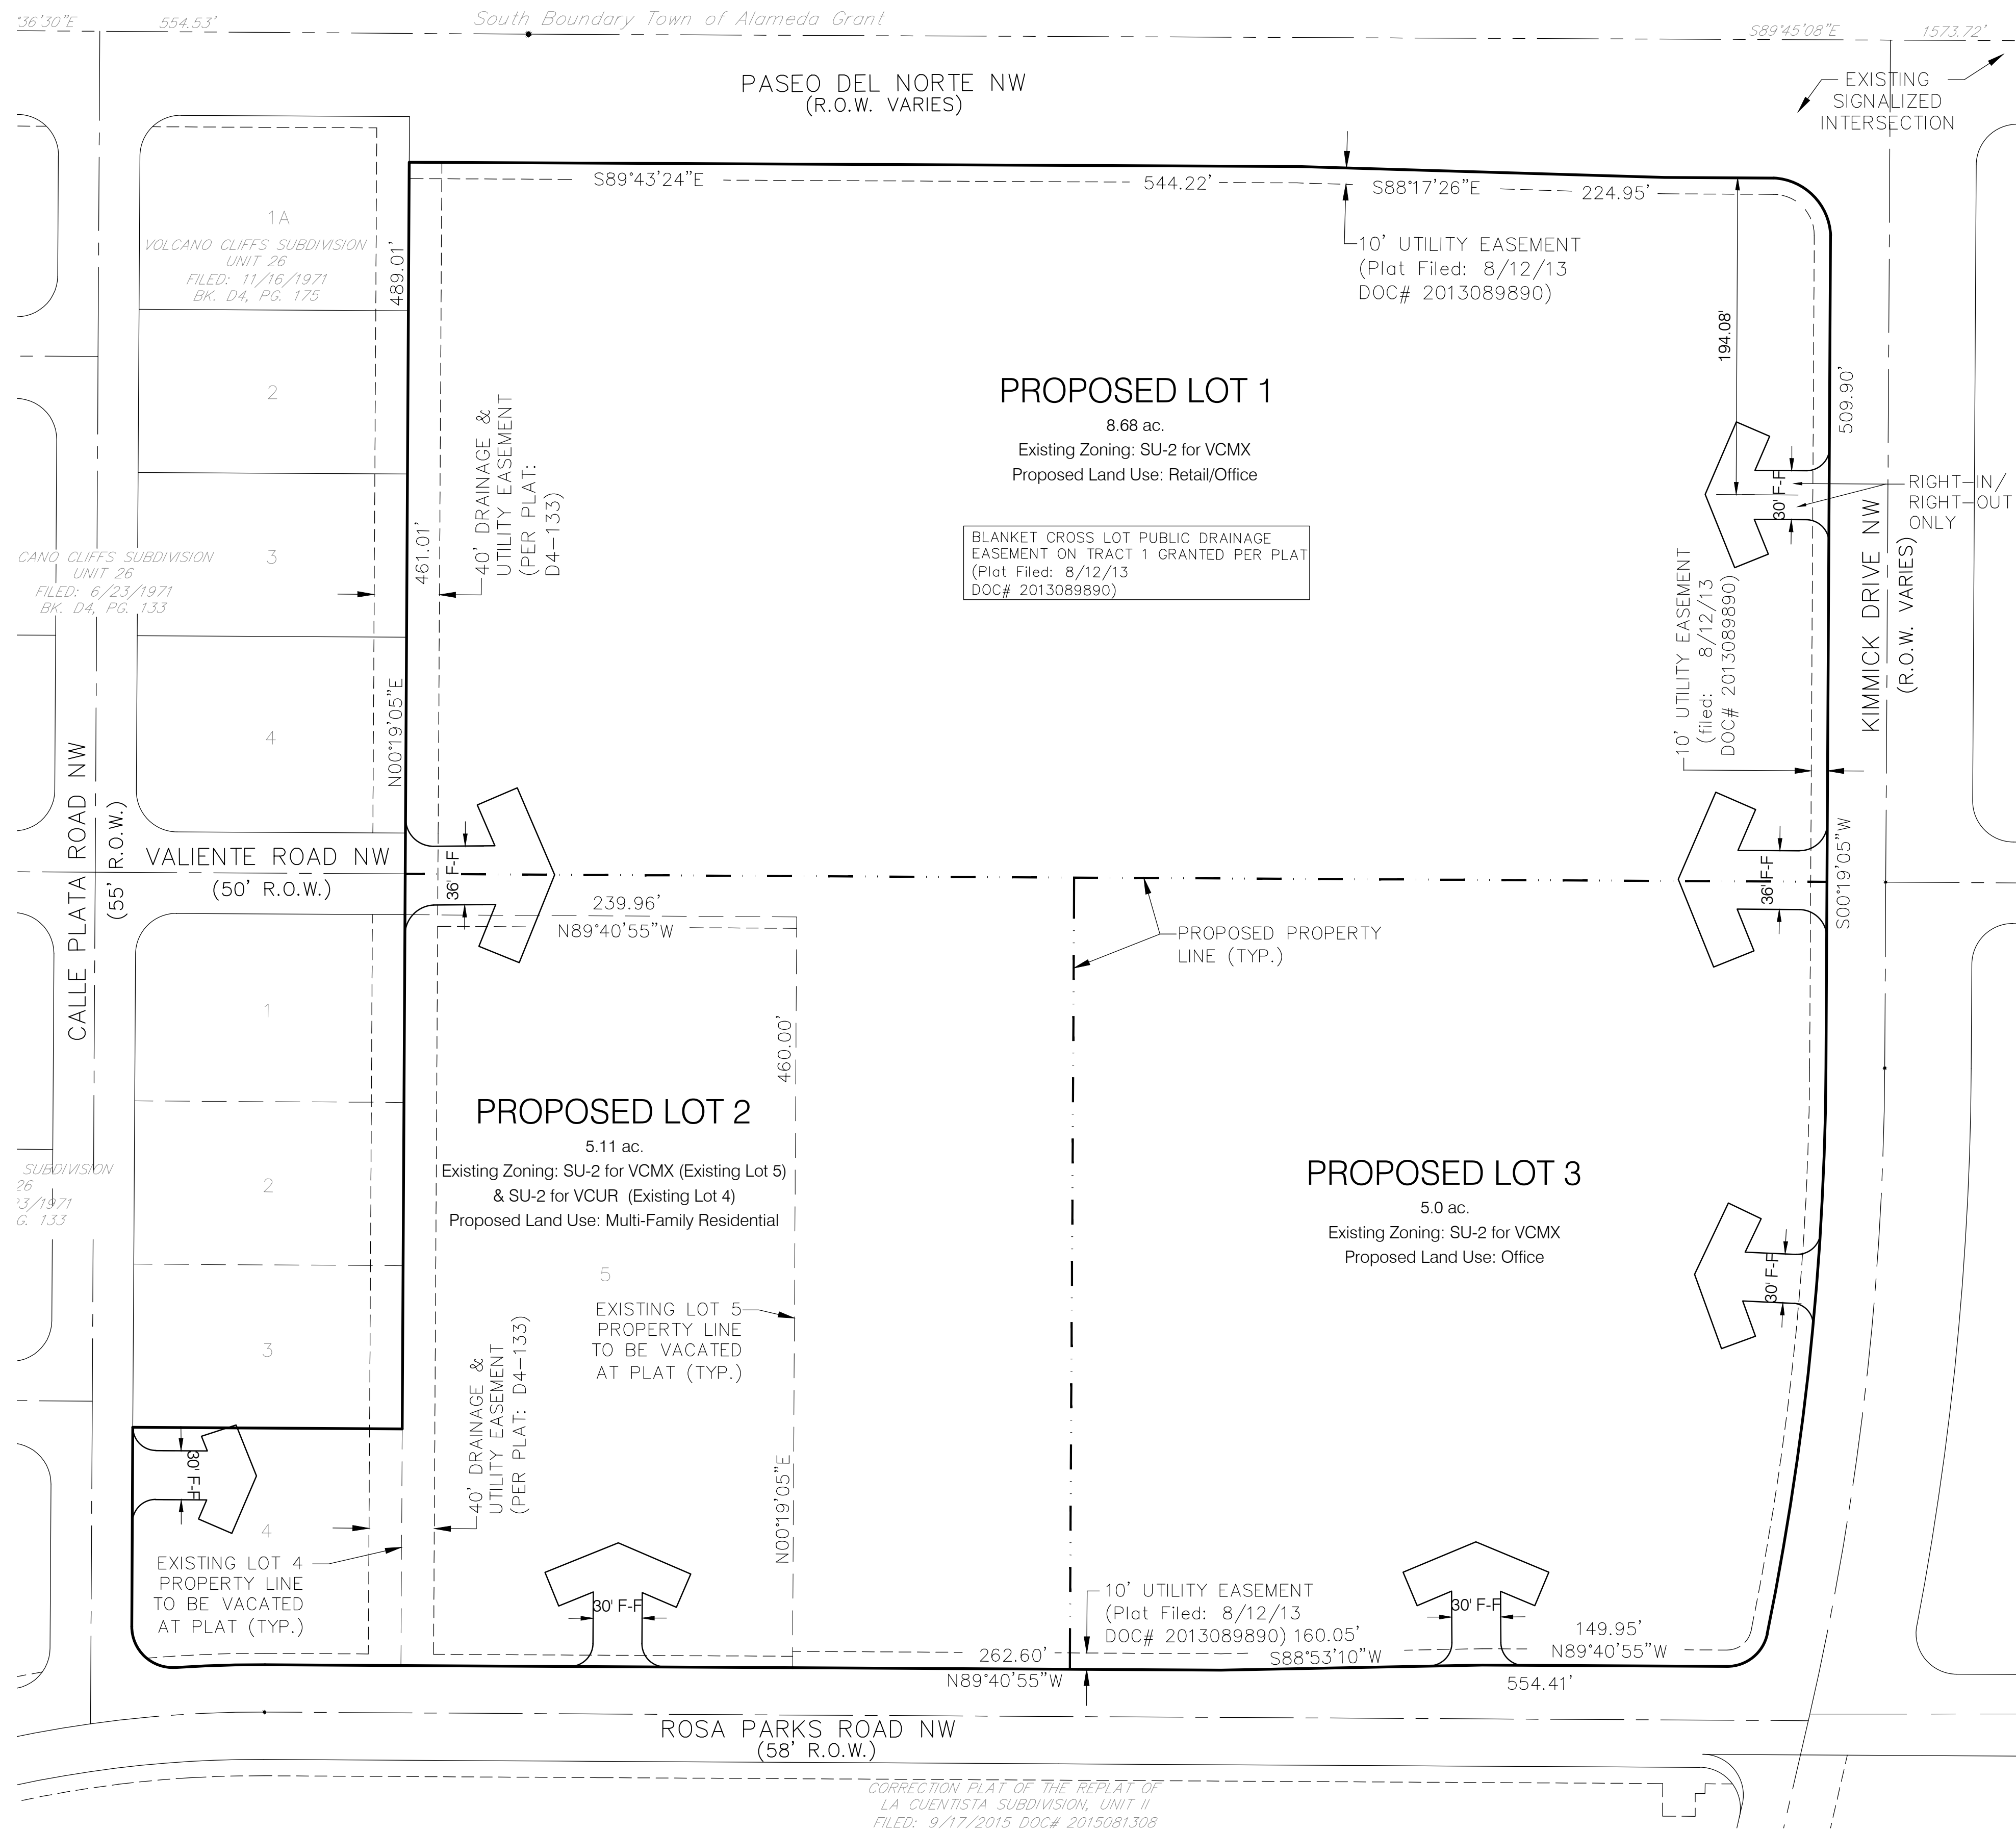 °36'30"E
554.53'
South Boundary Town of Alameda Grant
S89°45'08"E
1573.72'
PASEO DEL NORTE NW
(R.O.W. VARIES)
EXISTING
SIGNALIZED
INTERSECTION
S89°43'24"E
544.22'
S88°17'26"E
224.95'
10' UTILITY EASEMENT
(Plat Filed: 8/12/13
DOC# 2013089890)
1A
VOLCANO CLIFFS SUBDIVISION
UNIT 26
FILED: 11/16/1971
BK. D4, PG. 175
489.01'
2
3
4
CANO CLIFFS SUBDIVISION
UNIT 26
FILED: 6/23/1971
BK. D4, PG. 133
461.01'
40' DRAINAGE &
UTILITY EASEMENT
(PER PLAT:
D4-133)
N00°19'05"E
PROPOSED LOT 1
8.68 ac.
Existing Zoning: SU-2 for VCMX
Proposed Land Use: Retail/Office
BLANKET CROSS LOT PUBLIC DRAINAGE
EASEMENT ON TRACT 1 GRANTED PER PLAT
(Plat Filed: 8/12/13
DOC# 2013089890)
194.08'
30' F-F
509.90'
RIGHT-IN/
RIGHT-OUT
ONLY
10' UTILITY EASEMENT
(filed: 8/12/13
DOC# 2013089890)
KIMMICK DRIVE NW
(R.O.W. VARIES)
S00°19'05"W
36' F-F
CALLE PLATA ROAD NW
(55' R.O.W.)
VALIENTE ROAD NW
(50' R.O.W.)
36' F-F
239.96'
N89°40'55"W
PROPOSED PROPERTY
LINE (TYP.)
1
2
3
460.00'
PROPOSED LOT 2
5.11 ac.
Existing Zoning: SU-2 for VCMX (Existing Lot 5)
& SU-2 for VCUR (Existing Lot 4)
Proposed Land Use: Multi-Family Residential
5
EXISTING LOT 5
PROPERTY LINE
TO BE VACATED
AT PLAT (TYP.)
PROPOSED LOT 3
5.0 ac.
Existing Zoning: SU-2 for VCMX
Proposed Land Use: Office
30' F-F
SUBDIVISION
26
23/1971
G. 133
40' DRAINAGE &
UTILITY EASEMENT
(PER PLAT: D4-133)
N00°19'05"E
30' F-F
4
EXISTING LOT 4
PROPERTY LINE
TO BE VACATED
AT PLAT (TYP.)
30' F-F
10' UTILITY EASEMENT
(Plat Filed: 8/12/13
DOC# 2013089890)
160.05'
S88°53'10"W
30' F-F
149.95'
N89°40'55"W
262.60'
N89°40'55"W
554.41'
ROSA PARKS ROAD NW
(58' R.O.W.)
CORRECTION PLAT OF THE REPLAT OF
LA CUENTISTA SUBDIVISION, UNIT II
FILED: 9/17/2015 DOC# 2015081308